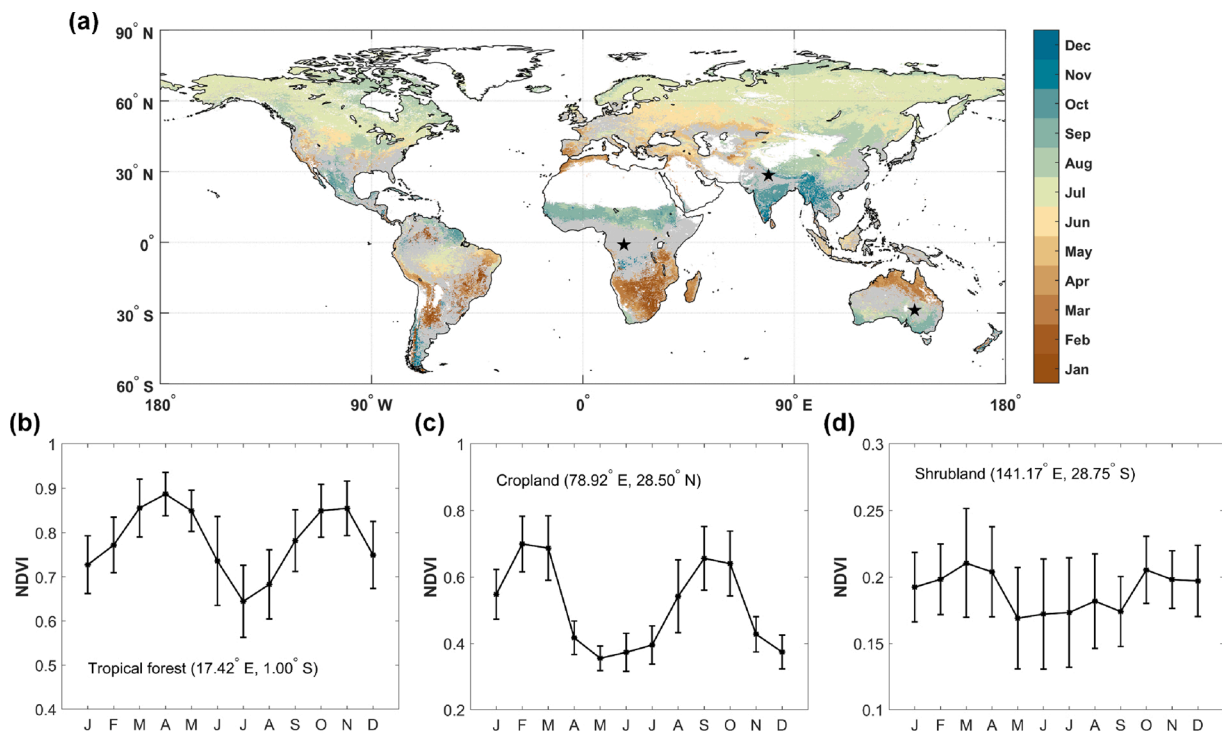 (a)
90° N
60° N
30° N
0°
30° S
60° S
180°
90° W
0°
90° E
180°
Dec
Nov
Oct
Sep
Aug
Jul
Jun
May
Apr
Mar
Feb
Jan
(b)
NDVI
1
0.9
0.8
0.7
0.6
0.5
0.4
Tropical forest (17.42° E, 1.00° S)
J F M A M J J A S O N D
(c)
NDVI
1
0.8
0.6
0.4
0.2
Cropland (78.92° E, 28.50° N)
J F M A M J J A S O N D
(d)
NDVI
0.3
0.25
0.2
0.15
0.1
Shrubland (141.17° E, 28.75° S)
J F M A M J J A S O N D